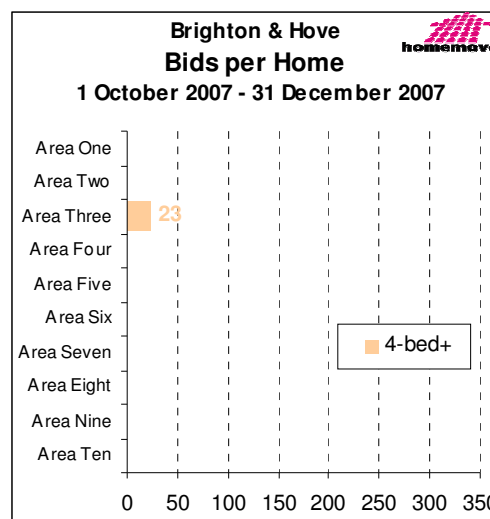 Brighton & Hove
homemove
Bids per Home
1 October 2007 - 31 December 2007
Area One
Area Two
Area Three
23
Area Four
Area Five
Area Six
4-bed+
Area Seven
Area Eight
Area Nine
Area Ten
0 50 100 150 200 250 300 350